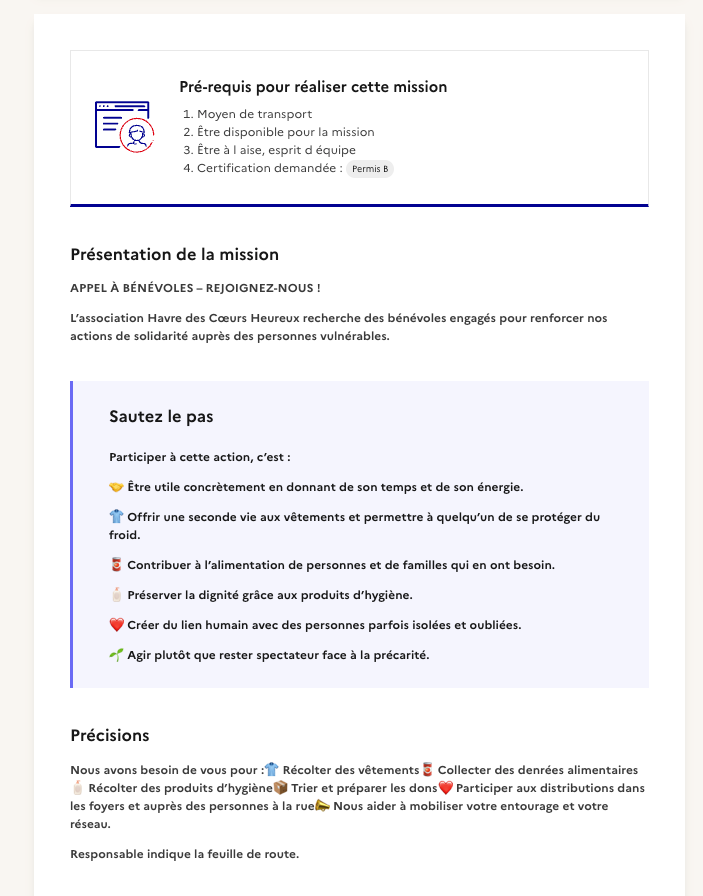 Pré-requis pour réaliser cette mission
1. Moyen de transport
2. Être disponible pour la mission
3. Être à l aise, esprit d équipe
4. Certification demandée : Permis B
Présentation de la mission
APPEL À BÉNÉVOLES – REJOIGNEZ-NOUS !
L’association Havre des Cœurs Heureux recherche des bénévoles engagés pour renforcer nos
actions de solidarité auprès des personnes vulnérables.
Sautez le pas
Participer à cette action, c’est :
🤝 Être utile concrètement en donnant de son temps et de son énergie.
👕 Offrir une seconde vie aux vêtements et permettre à quelqu’un de se protéger du
froid.
🥫 Contribuer à l’alimentation de personnes et de familles qui en ont besoin.
🧴 Préserver la dignité grâce aux produits d’hygiène.
❤️ Créer du lien humain avec des personnes parfois isolées et oubliées.
🌱 Agir plutôt que rester spectateur face à la précarité.
Précisions
Nous avons besoin de vous pour :👕 Récolter des vêtements🥫 Collecter des denrées alimentaires
🧴 Récolter des produits d’hygiène📦 Trier et préparer les dons❤️ Participer aux distributions dans
les foyers et auprès des personnes à la rue📣 Nous aider à mobiliser votre entourage et votre
réseau.
Responsable indique la feuille de route.